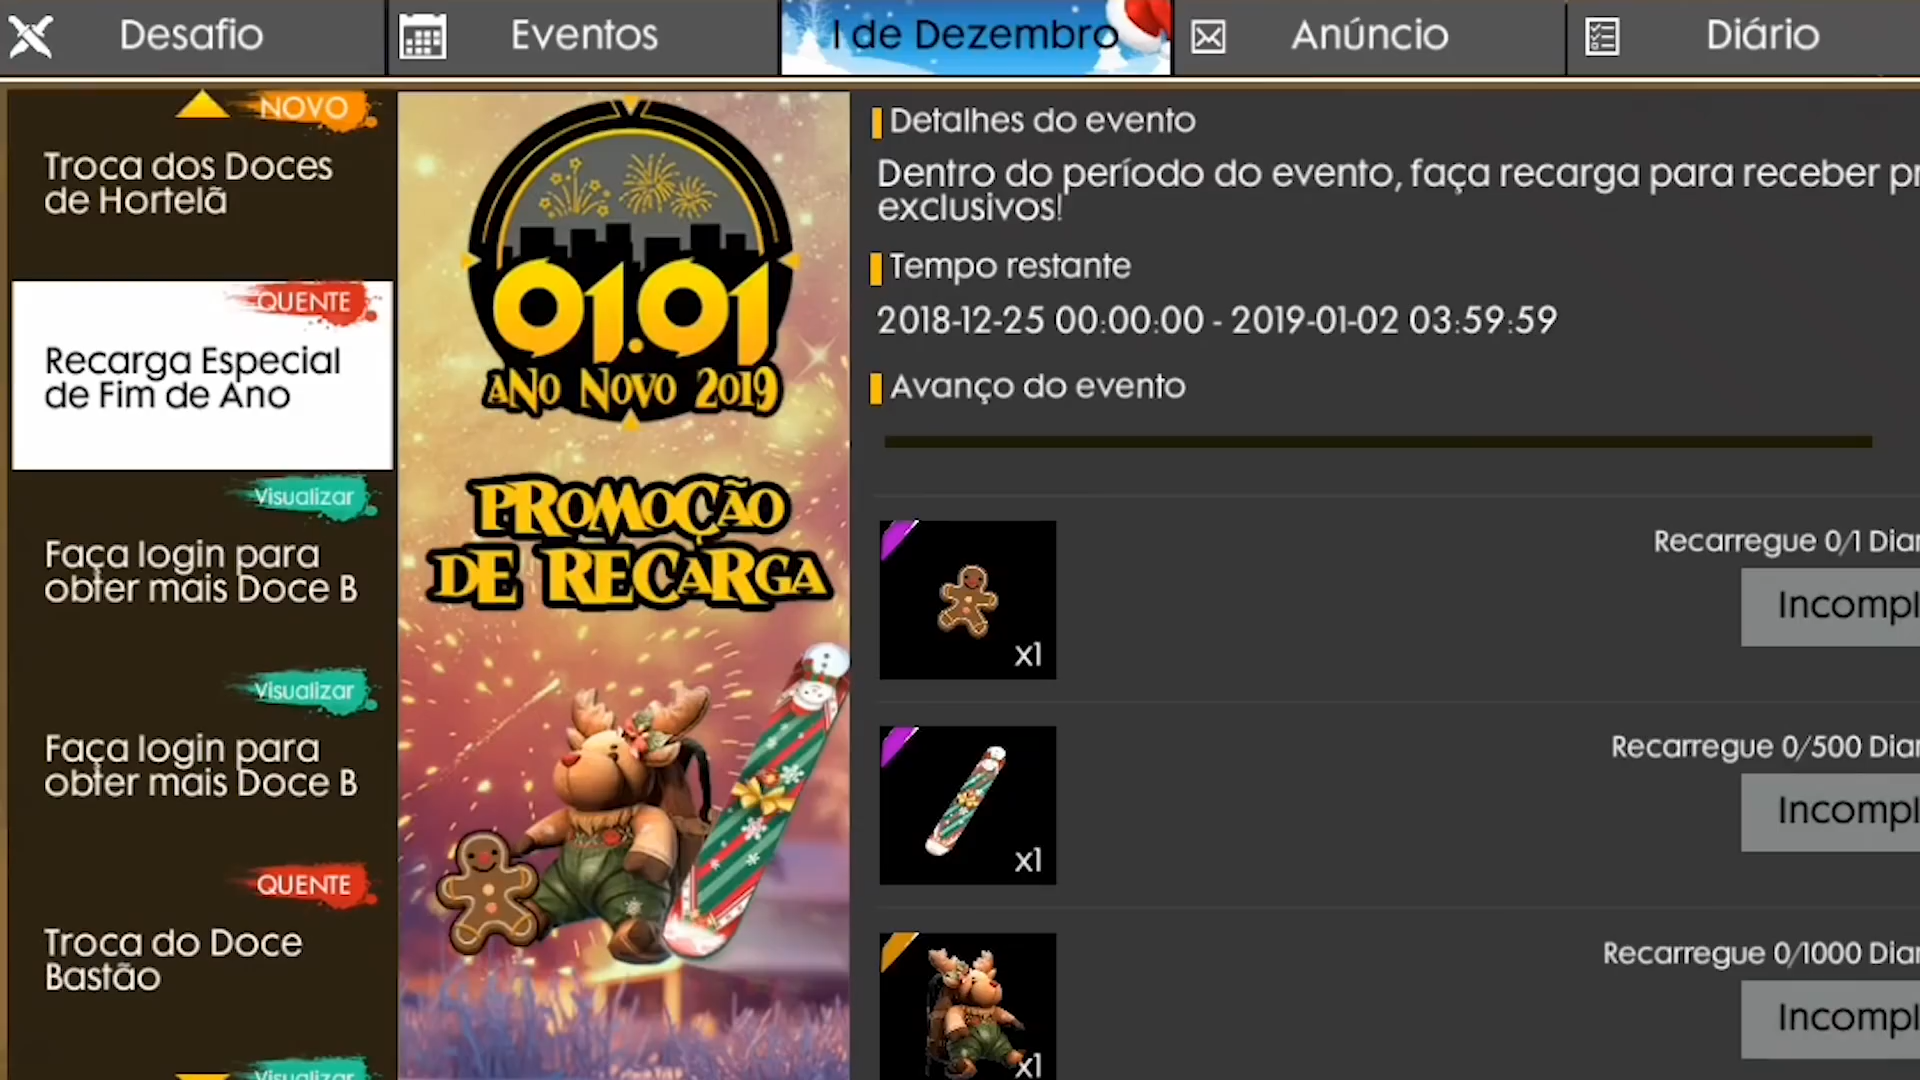 Desafio
Eventos
l de Dezembro
Anúncio
Diário
NOVO
Troca dos Doces
de Hortelã
QUENTE
Recarga Especial
de Fim de Ano
Visualizar
Faça login para
obter mais Doce B
Visualizar
Faça login para
obter mais Doce B
QUENTE
Troca do Doce
Bastão
Visualizar
01.01
ANO NOVO 2019
PROMOÇÃO
DE RECARGA
Detalhes do evento
Dentro do período do evento, faça recarga para receber pr
exclusivos!
Tempo restante
2018-12-25 00:00:00 - 2019-01-02 03:59:59
Avanço do evento
x1
Recarregue 0/1 Diar
Incompl
x1
Recarregue 0/500 Diar
Incompl
x1
Recarregue 0/1000 Diar
Incompl